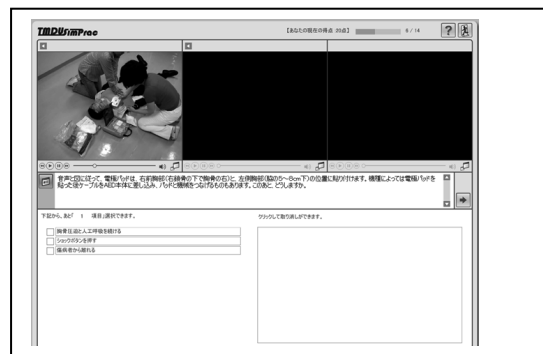 TMDUSimPrac
【あなたの現在の得点 20点】 8 / 14
音声と図に従って、電極パッドは、右前胸部(右鎖骨の下で胸骨の右)と、左側胸部(脇の5~8cm下)の位置に貼り付けます。機種によっては電極パッドを
貼った後ケーブルをAED本体に差し込み、パッドと機械をつなげるものもあります。このあと、どうしますか。
下記から、あと「 1 項目」選択できます。
クリックして取り消しができます。
胸骨圧迫と人工呼吸を続ける
ショックボタンを押す
傷病者から離れる